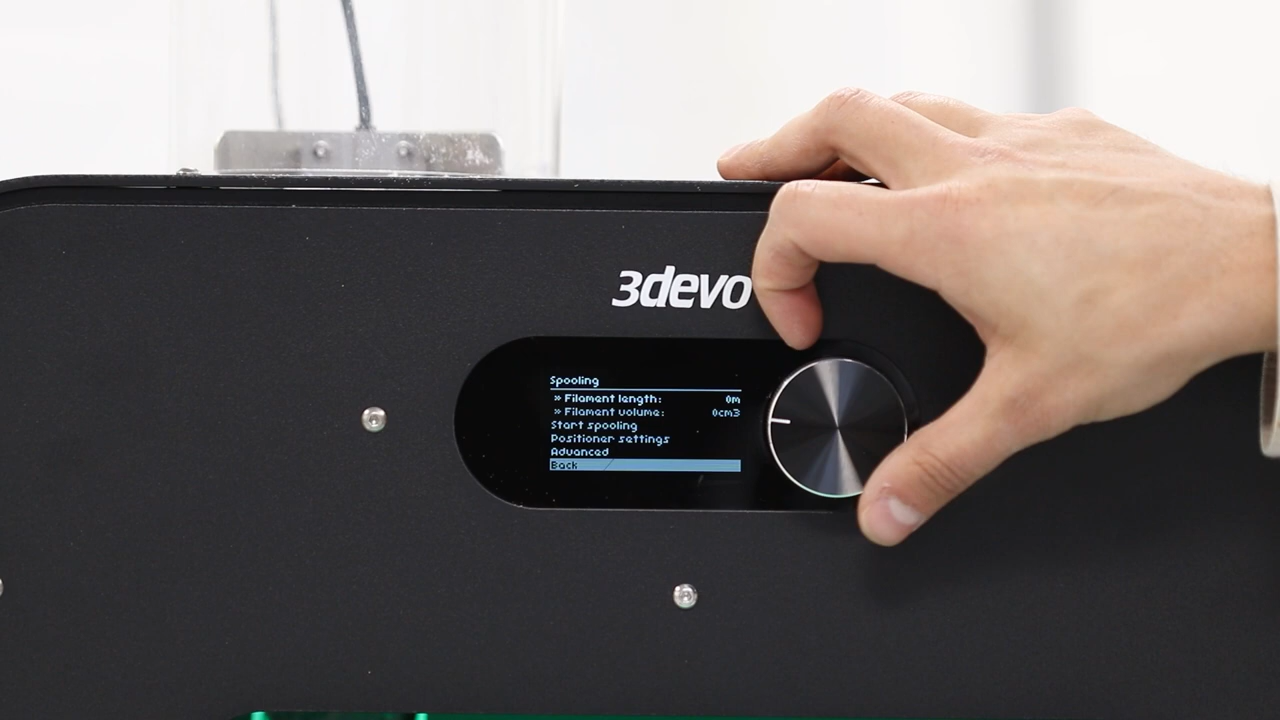 3devo
Spooling
» Filament length: 0m
» Filament volume: 0cm3
Start spooling
Positioner settings
Advanced
Back